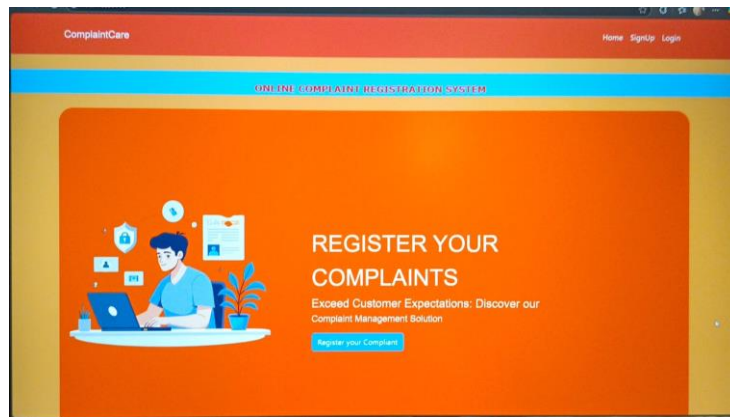 ComplaintCare
Home SignUp Login
ONLINE COMPLAINT REGISTRATION SYSTEM
REGISTER YOUR
COMPLAINTS
Exceed Customer Expectations: Discover our
Complaint Management Solution
Register your Compliant